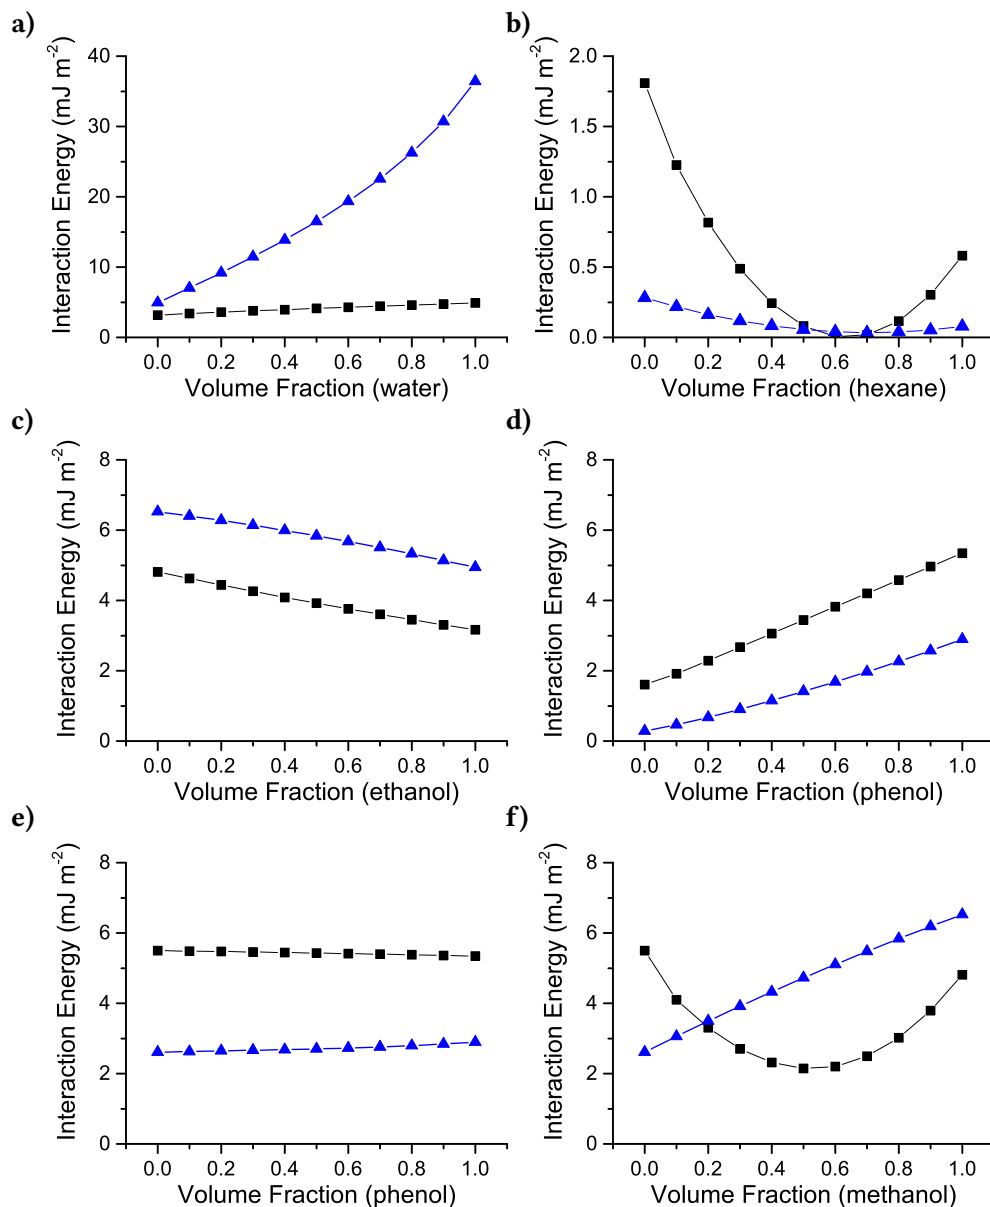 a)
Interaction Energy (mJ m-2)
40
30
20
10
0
0.0 0.2 0.4 0.6 0.8 1.0
Volume Fraction (water)
b)
Interaction Energy (mJ m-2)
2.0
1.5
1.0
0.5
0.0
0.0 0.2 0.4 0.6 0.8 1.0
Volume Fraction (hexane)
c)
Interaction Energy (mJ m-2)
8
6
4
2
0
0.0 0.2 0.4 0.6 0.8 1.0
Volume Fraction (ethanol)
d)
Interaction Energy (mJ m-2)
8
6
4
2
0
0.0 0.2 0.4 0.6 0.8 1.0
Volume Fraction (phenol)
e)
Interaction Energy (mJ m-2)
8
6
4
2
0
0.0 0.2 0.4 0.6 0.8 1.0
Volume Fraction (phenol)
f)
Interaction Energy (mJ m-2)
8
6
4
2
0
0.0 0.2 0.4 0.6 0.8 1.0
Volume Fraction (methanol)